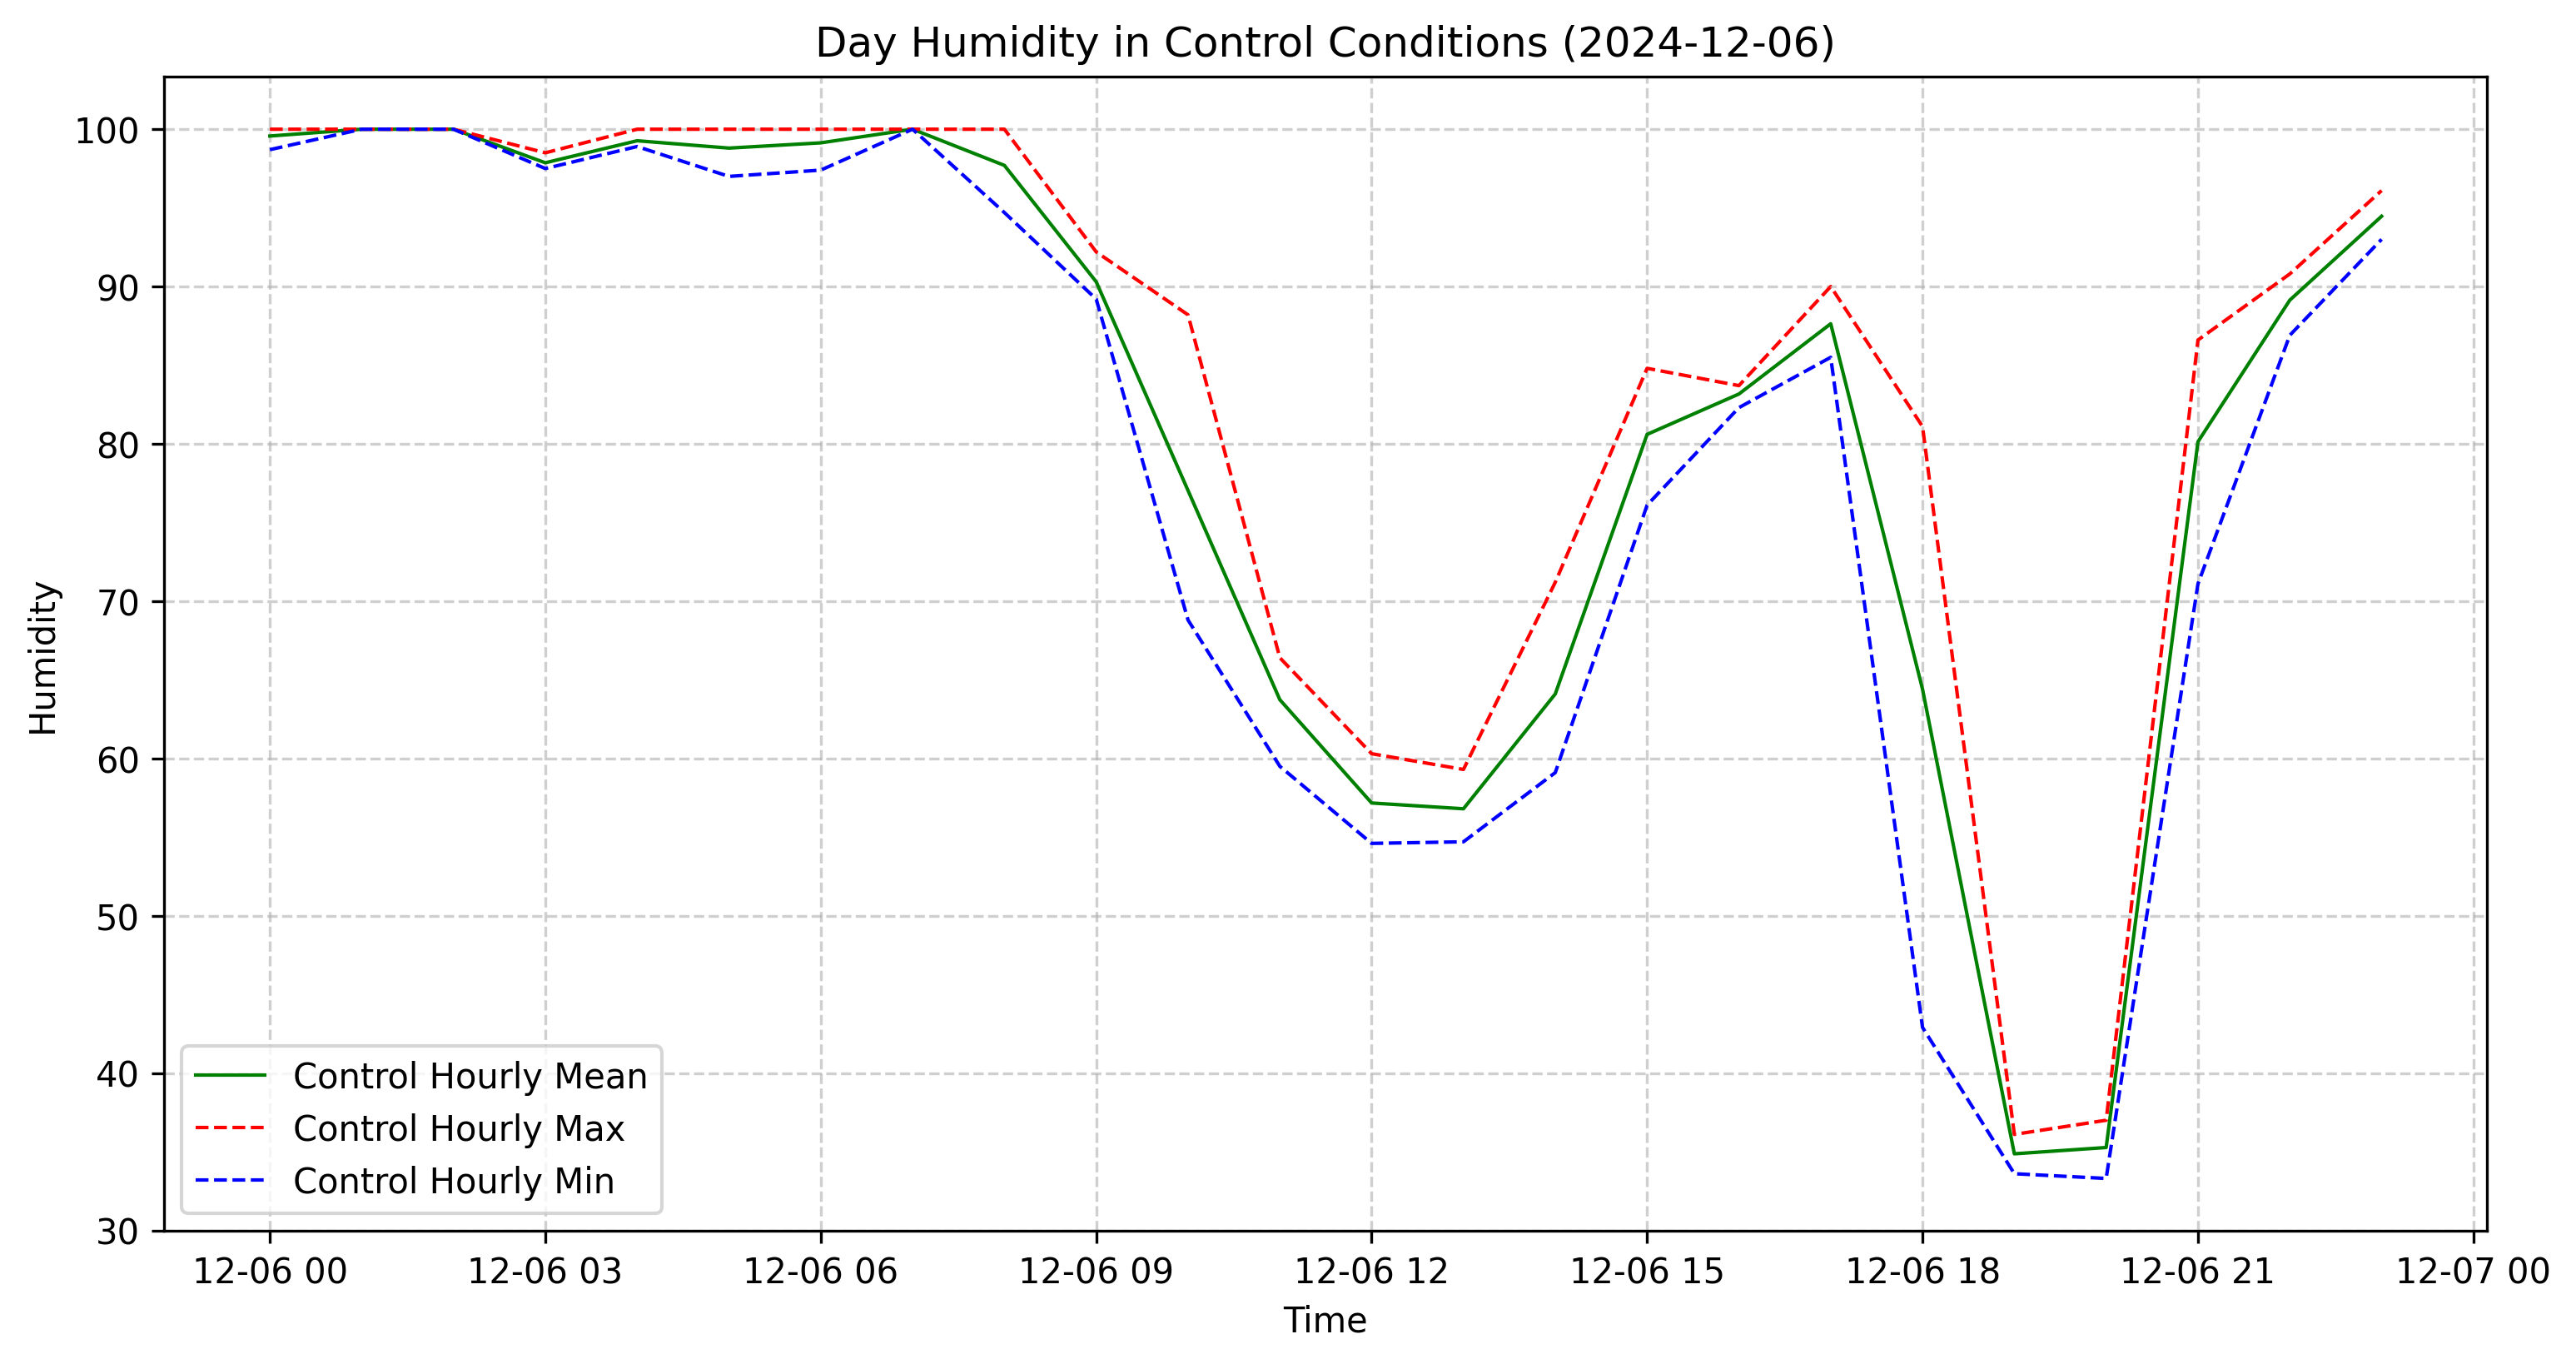 Day Humidity in Control Conditions (2024-12-06)
100
90
80
70
60
50
40
30
Humidity
Control Hourly Mean
Control Hourly Max
Control Hourly Min
12-06 00
12-06 03
12-06 06
12-06 09
12-06 12
12-06 15
12-06 18
12-06 21
12-07 00
Time